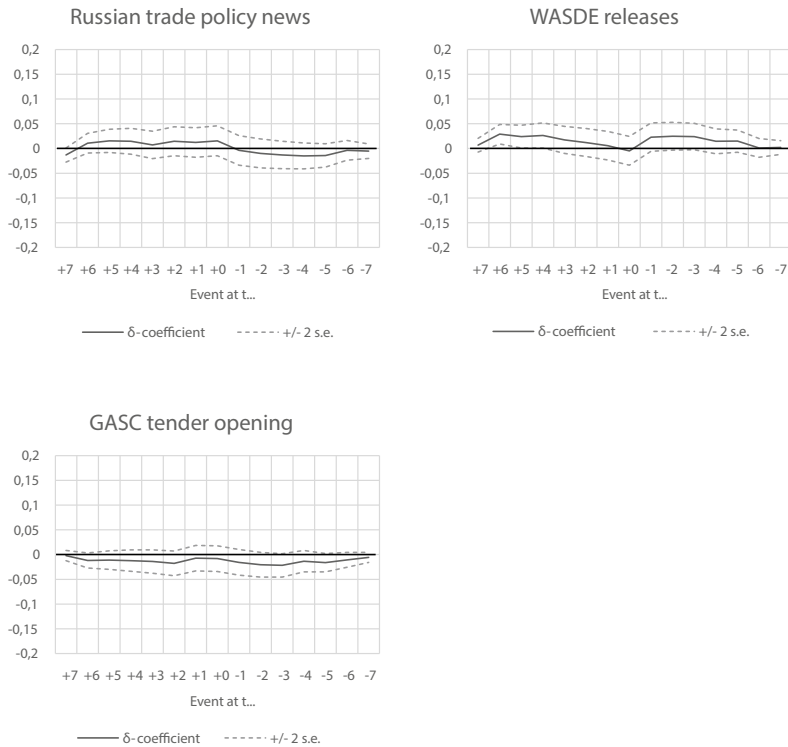 Russian trade policy news
0,2
0,15
0,1
0,05
0
-0,05
-0,1
-0,15
-0,2
+7 +6 +5 +4 +3 +2 +1 +0 -1 -2 -3 -4 -5 -6 -7
Event at t...
δ-coefficient +/- 2 s.e.
WASDE releases
0,2
0,15
0,1
0,05
0
-0,05
-0,1
-0,15
-0,2
+7 +6 +5 +4 +3 +2 +1 +0 -1 -2 -3 -4 -5 -6 -7
Event at t...
δ-coefficient +/- 2 s.e.
GASC tender opening
0,2
0,15
0,1
0,05
0
-0,05
-0,1
-0,15
-0,2
+7 +6 +5 +4 +3 +2 +1 +0 -1 -2 -3 -4 -5 -6 -7
Event at t...
δ-coefficient +/- 2 s.e.